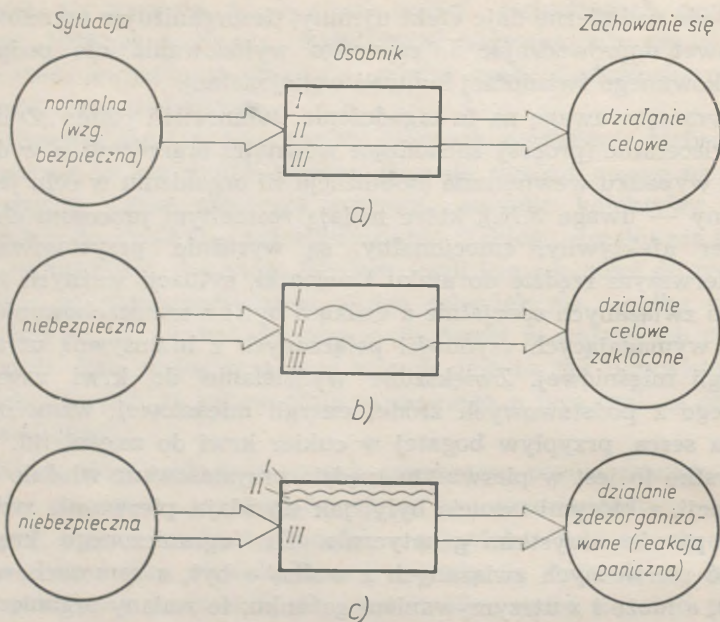 Sytuacja
Osobnik
Zachowanie się
normalna
(wzg.
bezpieczna)
I
II
III
działanie
celowe
a)
niebezpieczna
I
II
III
działanie
celowe
zakłócone
b)
niebezpieczna
I
II
III
działanie
zdezorganizo-
wane (reakcja
paniczna)
c)